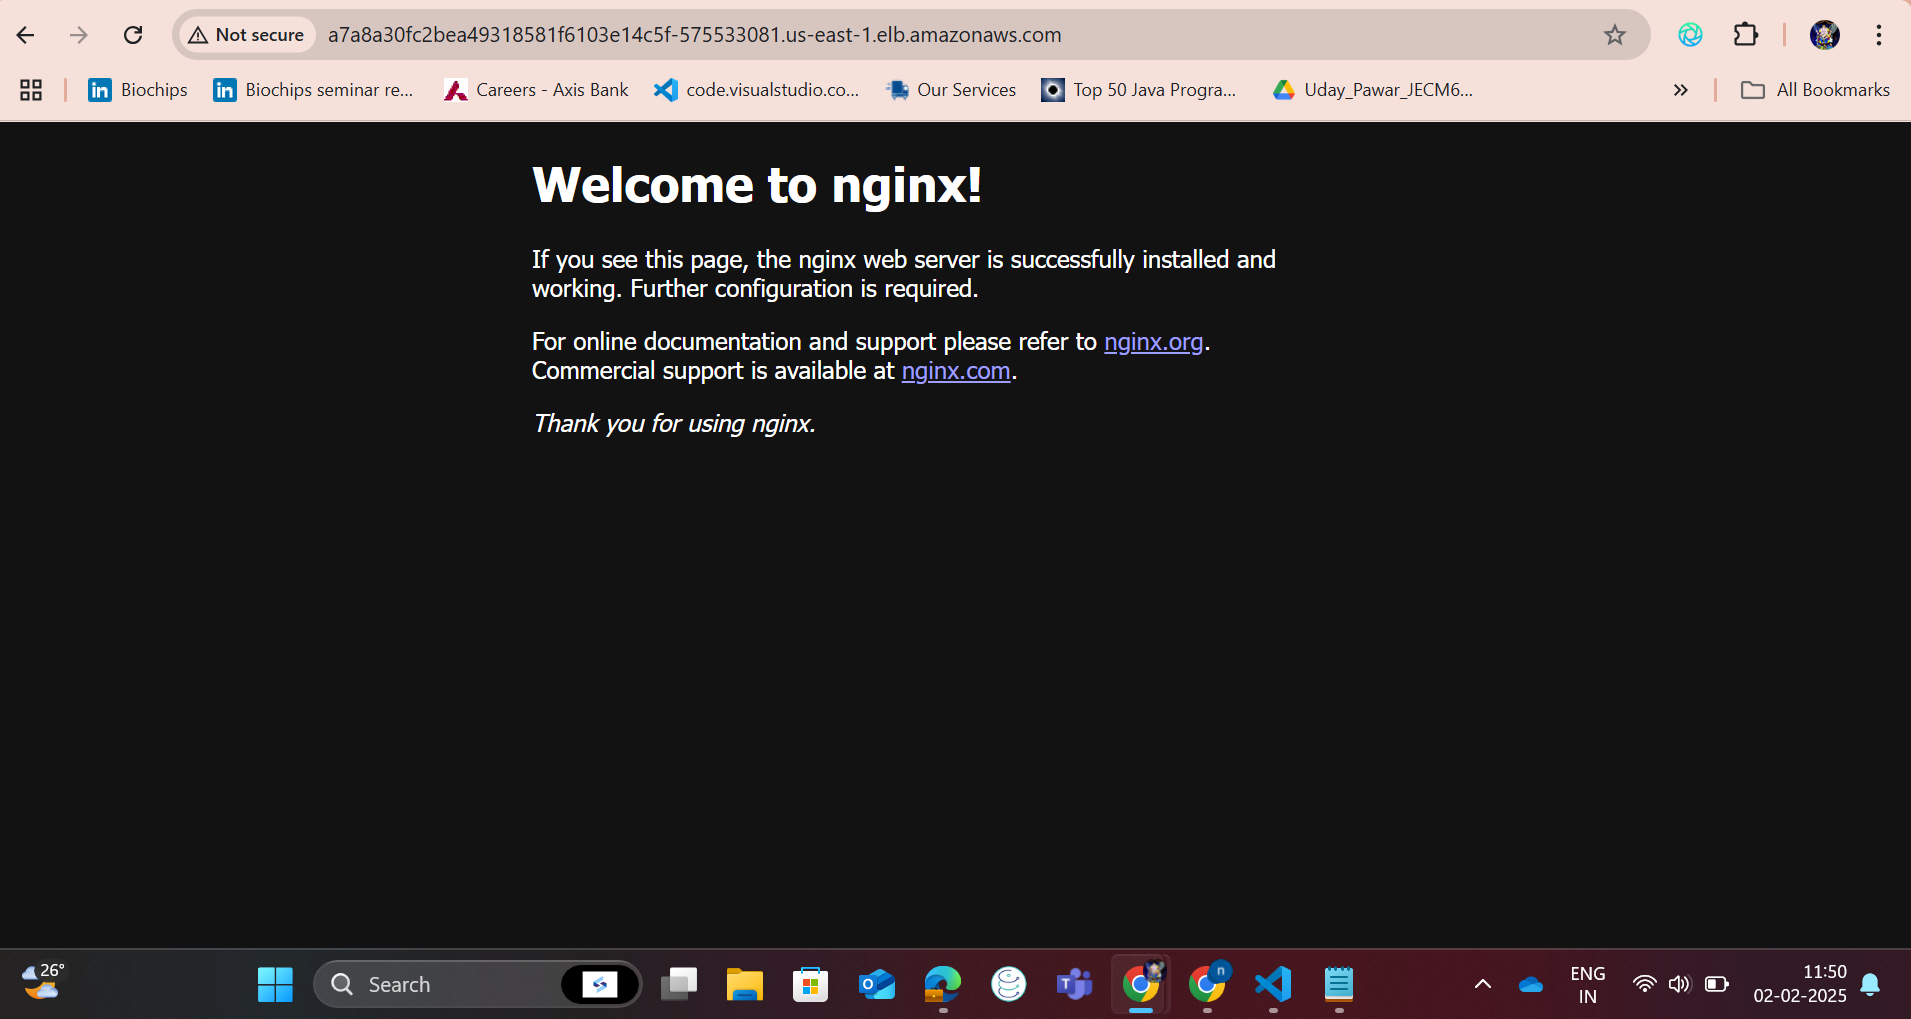 Not secure
a7a8a30fc2bea49318581f6103e14c5f-575533081.us-east-1.elb.amazonaws.com
Biochips
Biochips seminar re...
Careers - Axis Bank
code.visualstudio.co...
Our Services
Top 50 Java Progra...
Uday_Pawar_JECM6...
All Bookmarks
Welcome to nginx!
If you see this page, the nginx web server is successfully installed and
working. Further configuration is required.
For online documentation and support please refer to nginx.org.
Commercial support is available at nginx.com.
Thank you for using nginx.
26°
Search
ENG
IN
11:50
02-02-2025